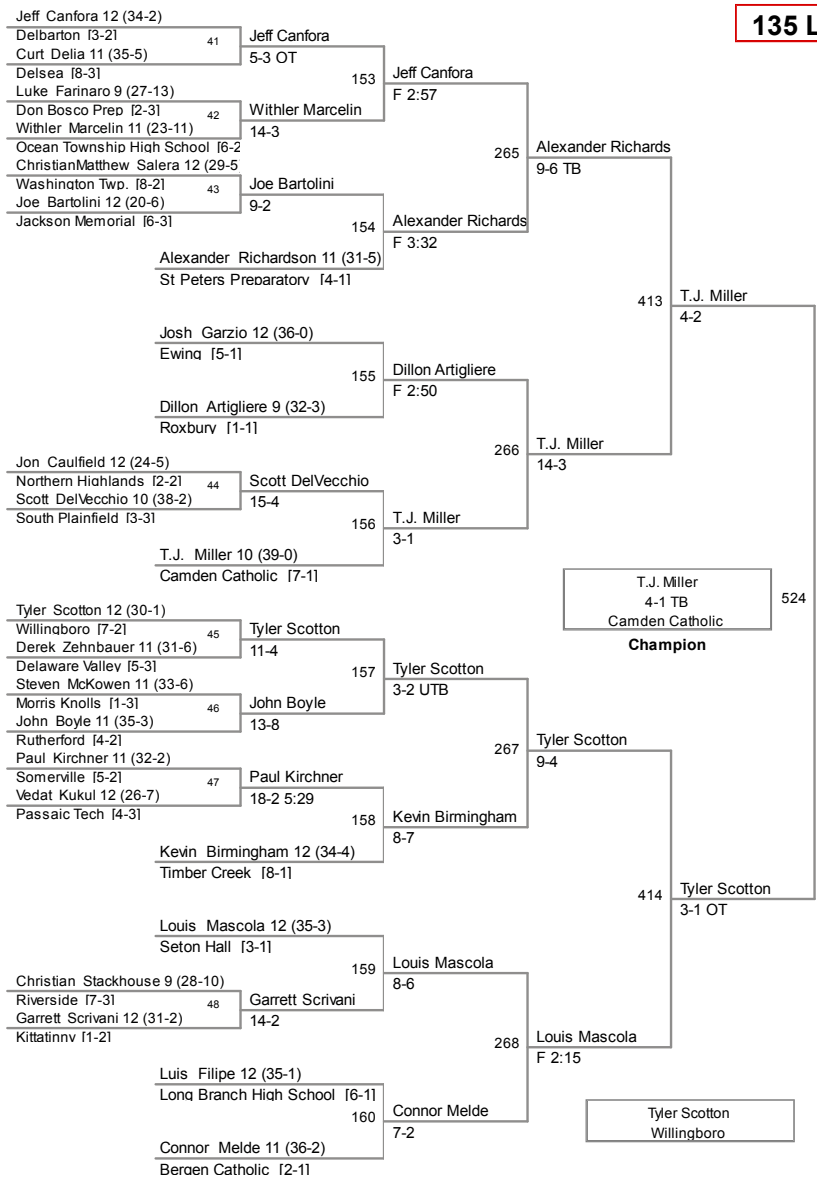 135 L
Jeff Canfora 12 (34-2)
Delbarton [3-2]
41
Curt Delia 11 (35-5)
Delsea [8-3]
Jeff Canfora
5-3 OT
153
Luke Farinaro 9 (27-13)
Don Bosco Prep [2-3]
42
Withler Marcelin 11 (23-11)
Ocean Township High School [6-2
Withler Marcelin
14-3
Jeff Canfora
F 2:57
265
ChristianMatthew Salera 12 (29-5
Washington Twp. [8-2]
43
Joe Bartolini 12 (20-6)
Jackson Memorial [6-3]
Joe Bartolini
9-2
154
Alexander Richardson 11 (31-5)
St Peters Preparatory [4-1]
Alexander Richards
F 3:32
Alexander Richards
9-6 TB
413
Josh Garzio 12 (36-0)
Ewing [5-1]
155
Dillon Artigliere 9 (32-3)
Roxbury [1-1]
Dillon Artigliere
F 2:50
266
Jon Caulfield 12 (24-5)
Northern Highlands [2-2]
44
Scott DelVecchio 10 (38-2)
South Plainfield [3-3]
Scott DelVecchio
15-4
156
T.J. Miller 10 (39-0)
Camden Catholic [7-1]
T.J. Miller
3-1
T.J. Miller
14-3
T.J. Miller
4-2
T.J. Miller
4-1 TB
Camden Catholic
Champion
524
Tyler Scotton 12 (30-1)
Willingboro [7-2]
45
Derek Zehnbauer 11 (31-6)
Delaware Valley [5-3]
Tyler Scotton
11-4
157
Steven McKowen 11 (33-6)
Morris Knolls [1-3]
46
John Boyle 11 (35-3)
Rutherford [4-2]
John Boyle
13-8
Tyler Scotton
3-2 UTB
267
Paul Kirchner 11 (32-2)
Somerville [5-2]
47
Vedat Kukul 12 (26-7)
Passaic Tech [4-3]
Paul Kirchner
18-2 5:29
158
Kevin Birmingham 12 (34-4)
Timber Creek [8-1]
Kevin Birmingham
8-7
Tyler Scotton
9-4
414
Louis Mascola 12 (35-3)
Seton Hall [3-1]
159
Christian Stackhouse 9 (28-10)
Riverside [7-3]
48
Garrett Scrivani 12 (31-2)
Kittatinny [1-2]
Garrett Scrivani
14-2
Louis Mascola
8-6
268
Luis Filipe 12 (35-1)
Long Branch High School [6-1]
160
Connor Melde 11 (36-2)
Bergen Catholic [2-1]
Connor Melde
7-2
Louis Mascola
F 2:15
Tyler Scotton
3-1 OT
Tyler Scotton
Willingboro